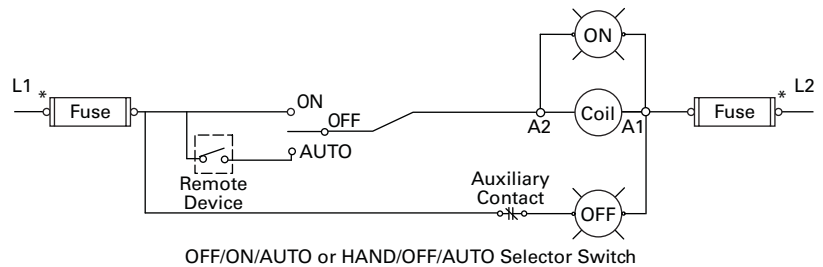 ON
L1
*
Fuse
ON
OFF
AUTO
Remote
Device
A2
Coil
A1
*
Fuse
L2
Auxiliary
Contact
OFF
OFF/ON/AUTO or HAND/OFF/AUTO Selector Switch